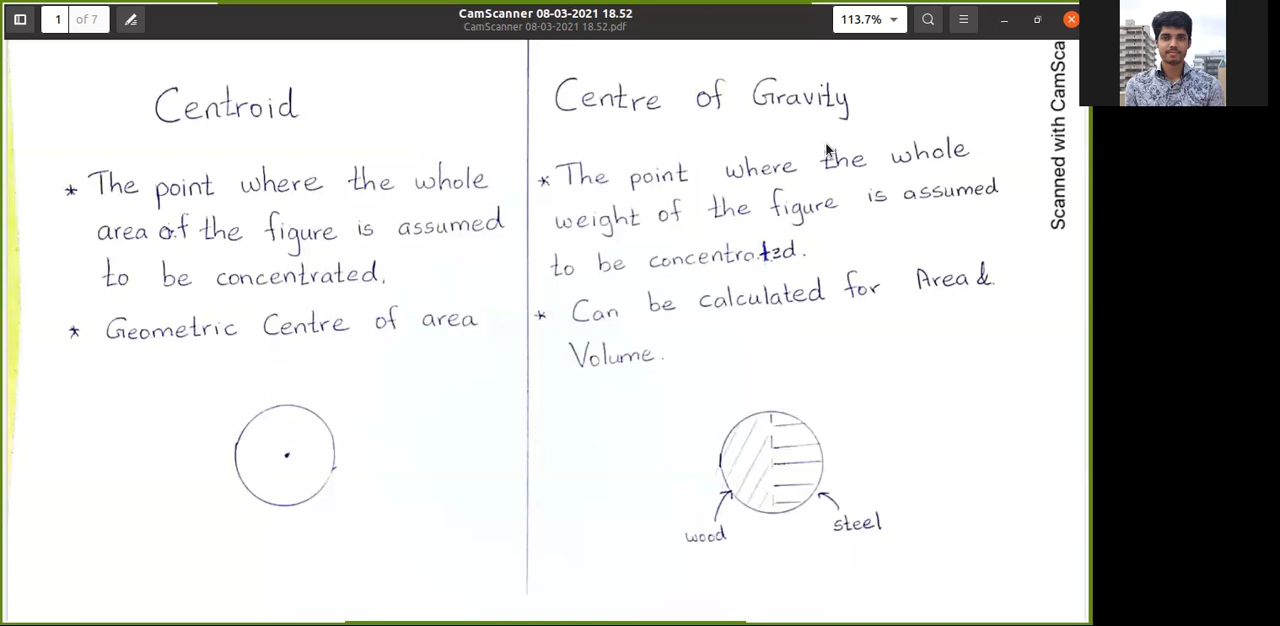 CamScanner 08-03-2021 18.52
CamScanner 08-03-2021 18.52.pdf
1 of 7
113.7%
Centroid
* The point where the whole
area of the figure is assumed
to be concentrated.
* Geometric Centre of area
Centre of Gravity
* The point where the whole
weight of the figure is assumed
to be concentrated.
* Can be calculated for Area &
Volume.
wood
steel
Scanned with CamSca